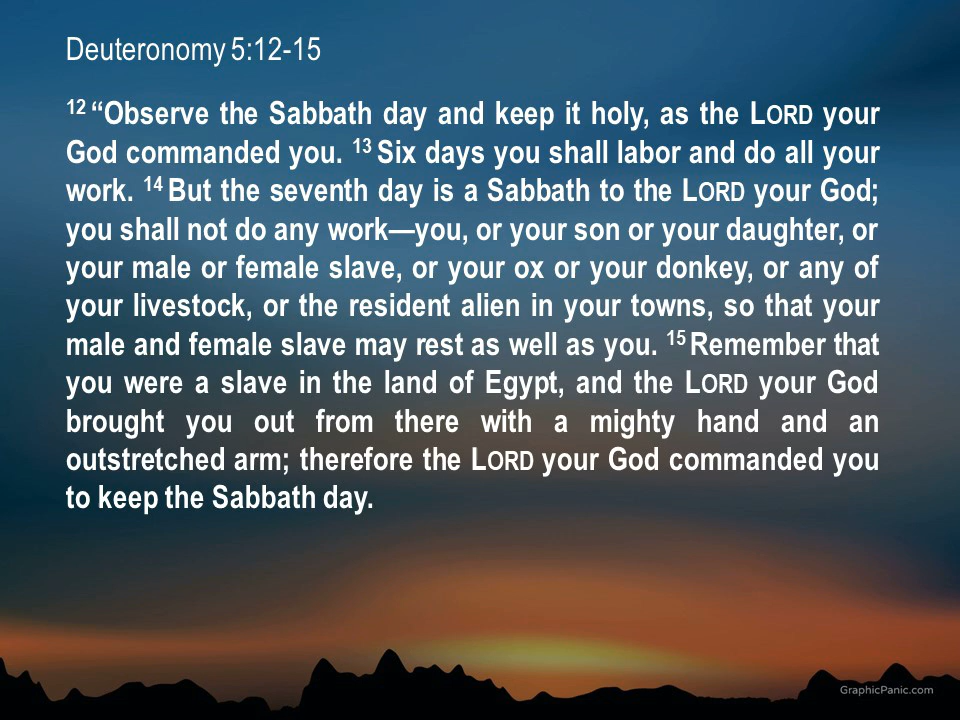 Deuteronomy 5:12-15
12 “Observe the Sabbath day and keep it holy, as the LORD your
God commanded you. 13 Six days you shall labor and do all your
work. 14 But the seventh day is a Sabbath to the LORD your God;
you shall not do any work—you, or your son or your daughter, or
your male or female slave, or your ox or your donkey, or any of
your livestock, or the resident alien in your towns, so that your
male and female slave may rest as well as you. 15 Remember that
you were a slave in the land of Egypt, and the LORD your God
brought you out from there with a mighty hand and an
outstretched arm; therefore the LORD your God commanded you
to keep the Sabbath day.
GraphicPanic.com